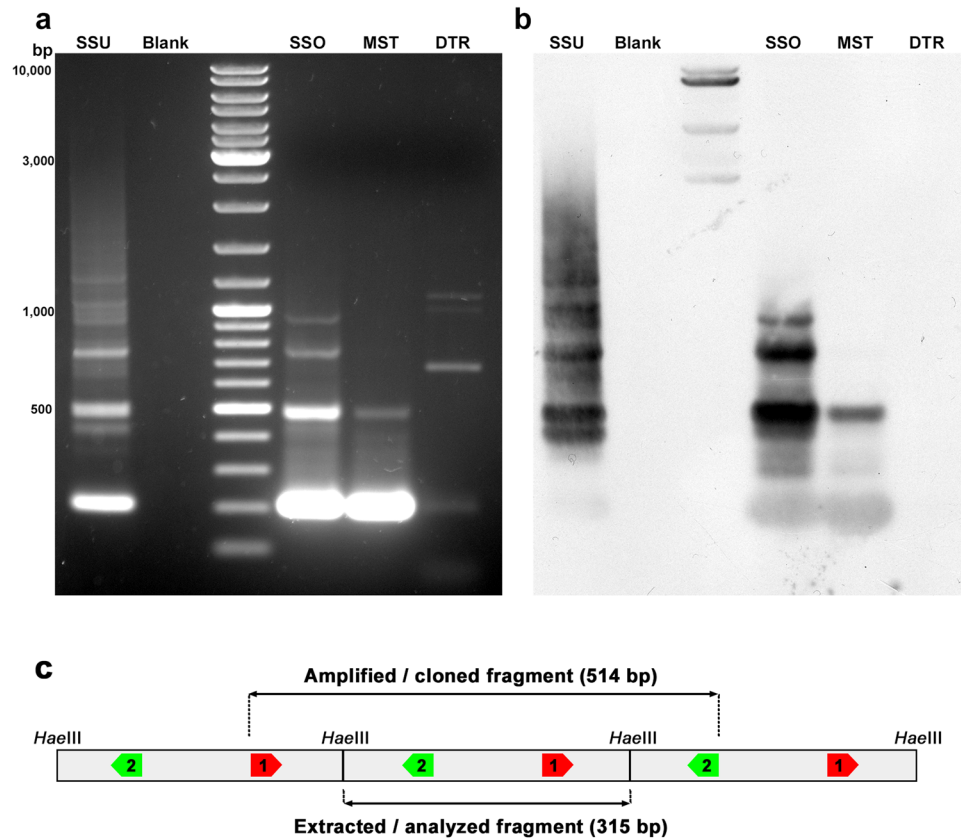 a
SSU Blank SSO MST DTR
bp
10,000
3,000
1,000
500
b
SSU Blank SSO MST DTR
c
Amplified / cloned fragment (514 bp)
HaeIII HaeIII HaeIII HaeIII
2 1 2 1 2 1
Extracted / analyzed fragment (315 bp)